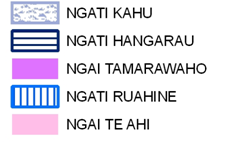 NGATI KAHU
NGATI HANGARAU
NGAI TAMARAWAHO
NGATI RUAHINE
NGAI TE AHI